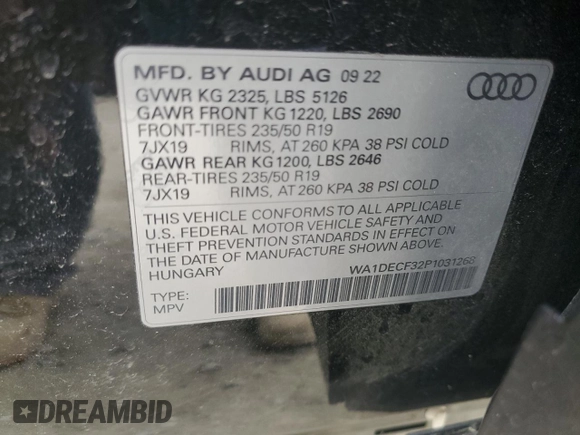 MFD. BY AUDI AG 09 22
GVWR KG 2325, LBS 5126
GAWR FRONT KG 1220, LBS 2690
FRONT-TIRES 235/50 R19
7JX19 RIMS, AT 260 KPA 38 PSI COLD
GAWR REAR KG 1200, LBS 2646
REAR-TIRES 235/50 R19
7JX19 RIMS, AT 260 KPA 38 PSI COLD
THIS VEHICLE CONFORMS TO ALL APPLICABLE
U.S. FEDERAL MOTOR VEHICLE SAFETY AND
THEFT PREVENTION STANDARDS IN EFFECT ON
THE DATE OF MANUFACTURE SHOWN ABOVE.
HUNGARY
WA1DECF32P1031268
TYPE:
MPV
DREAMBID